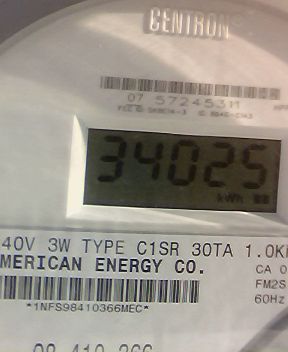 CENTRON
07 57245311
34025
kWh
40V 3W TYPE C1SR 30TA 1.0K
MERICAN ENERGY CO.
CA 0
FM2S
60Hz
*1NFS98410366MEC*